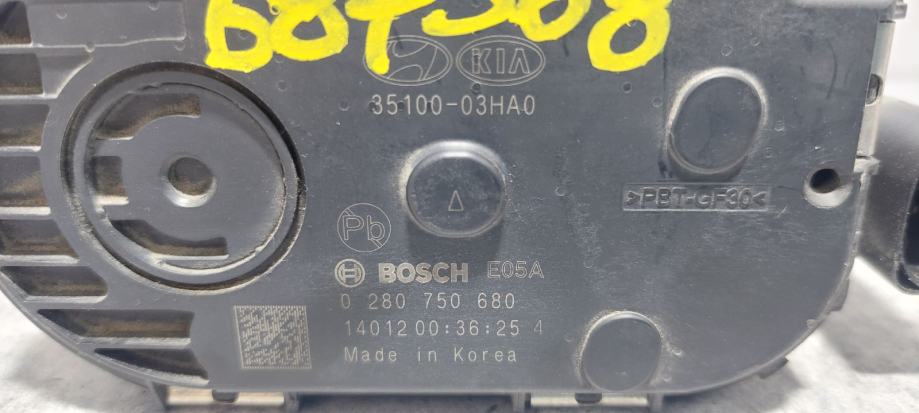 687568
KIA
35100-03HA0
>PBT-GF30<
Pb
BOSCH E05A
0 280 750 680
14012 00:36:25 4
Made in Korea